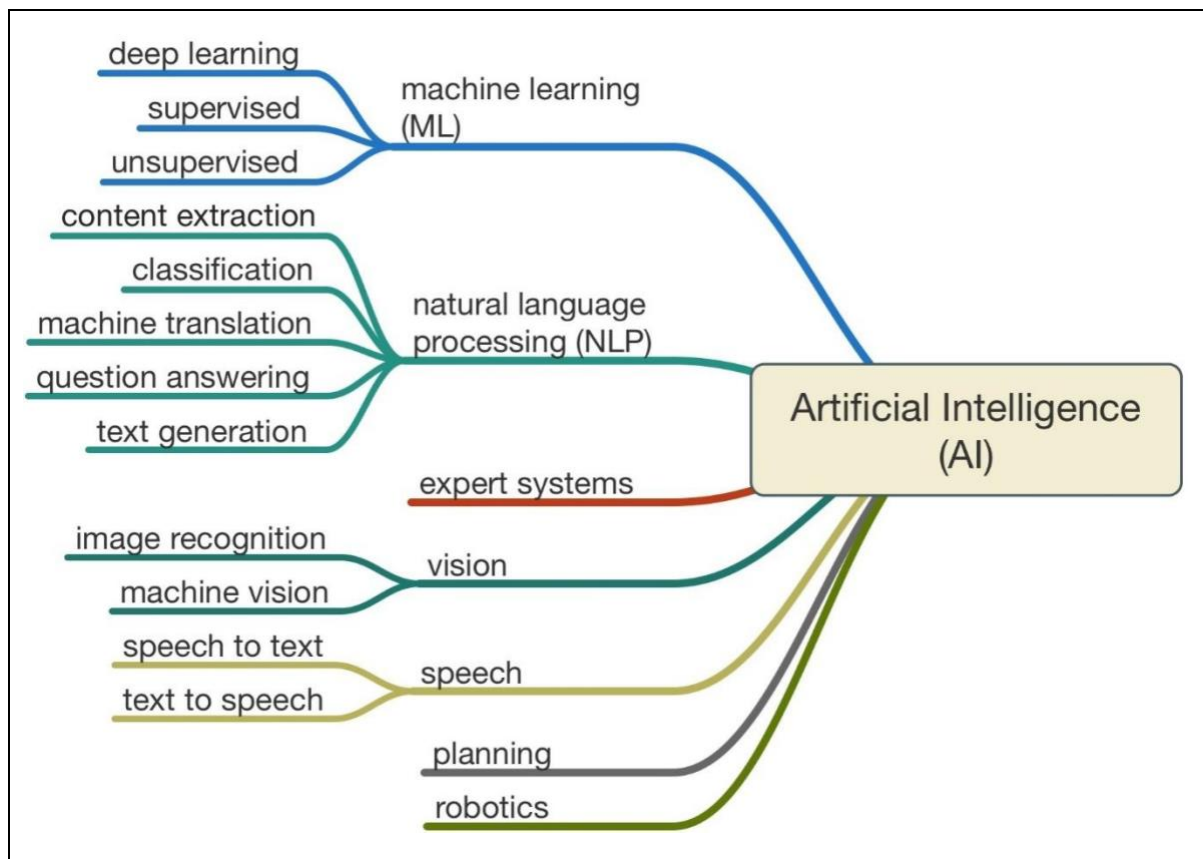 deep learning
supervised
unsupervised
machine learning
(ML)
content extraction
classification
machine translation
question answering
text generation
natural language
processing (NLP)
Artificial Intelligence
(AI)
expert systems
image recognition
machine vision
vision
speech to text
text to speech
speech
planning
robotics